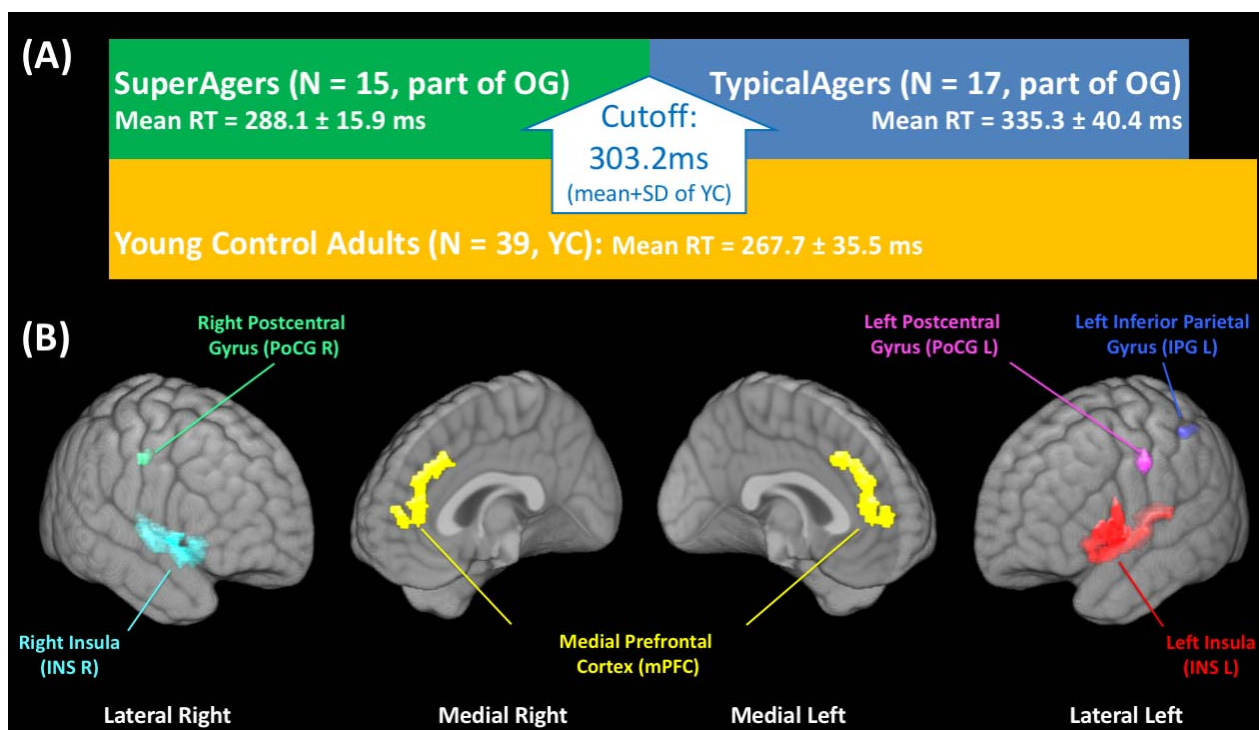 (A)
SuperAgers (N = 15, part of OG)
Mean RT = 288.1 ± 15.9 ms
TypicalAgers (N = 17, part of OG)
Mean RT = 335.3 ± 40.4 ms
Cutoff:
303.2ms
(mean+SD of YC)
Young Control Adults (N = 39, YC): Mean RT = 267.7 ± 35.5 ms
(B)
Right Postcentral
Gyrus (PoCG R)
Left Postcentral
Gyrus (PoCG L)
Left Inferior Parietal
Gyrus (IPG L)
Right Insula
(INS R)
Medial Prefrontal
Cortex (mPFC)
Left Insula
(INS L)
Lateral Right
Medial Right
Medial Left
Lateral Left